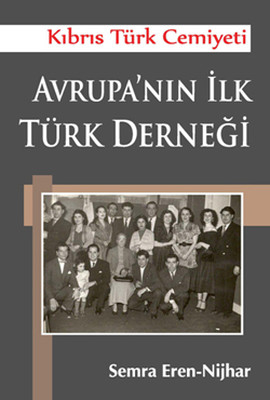 Kıbrıs Türk Cemiyeti
AVRUPA'NIN İLK
TÜRK DERNEĞİ
Semra Eren-Nijhar